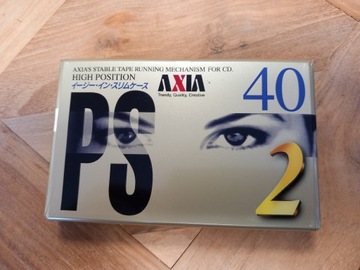 AXIA'S STABLE TAPE RUNNING MECHANISM FOR CD.
HIGH POSITION
イージー・イン・スリムケース
AXIA
Trendy, Quality, Creative
40
PS
2